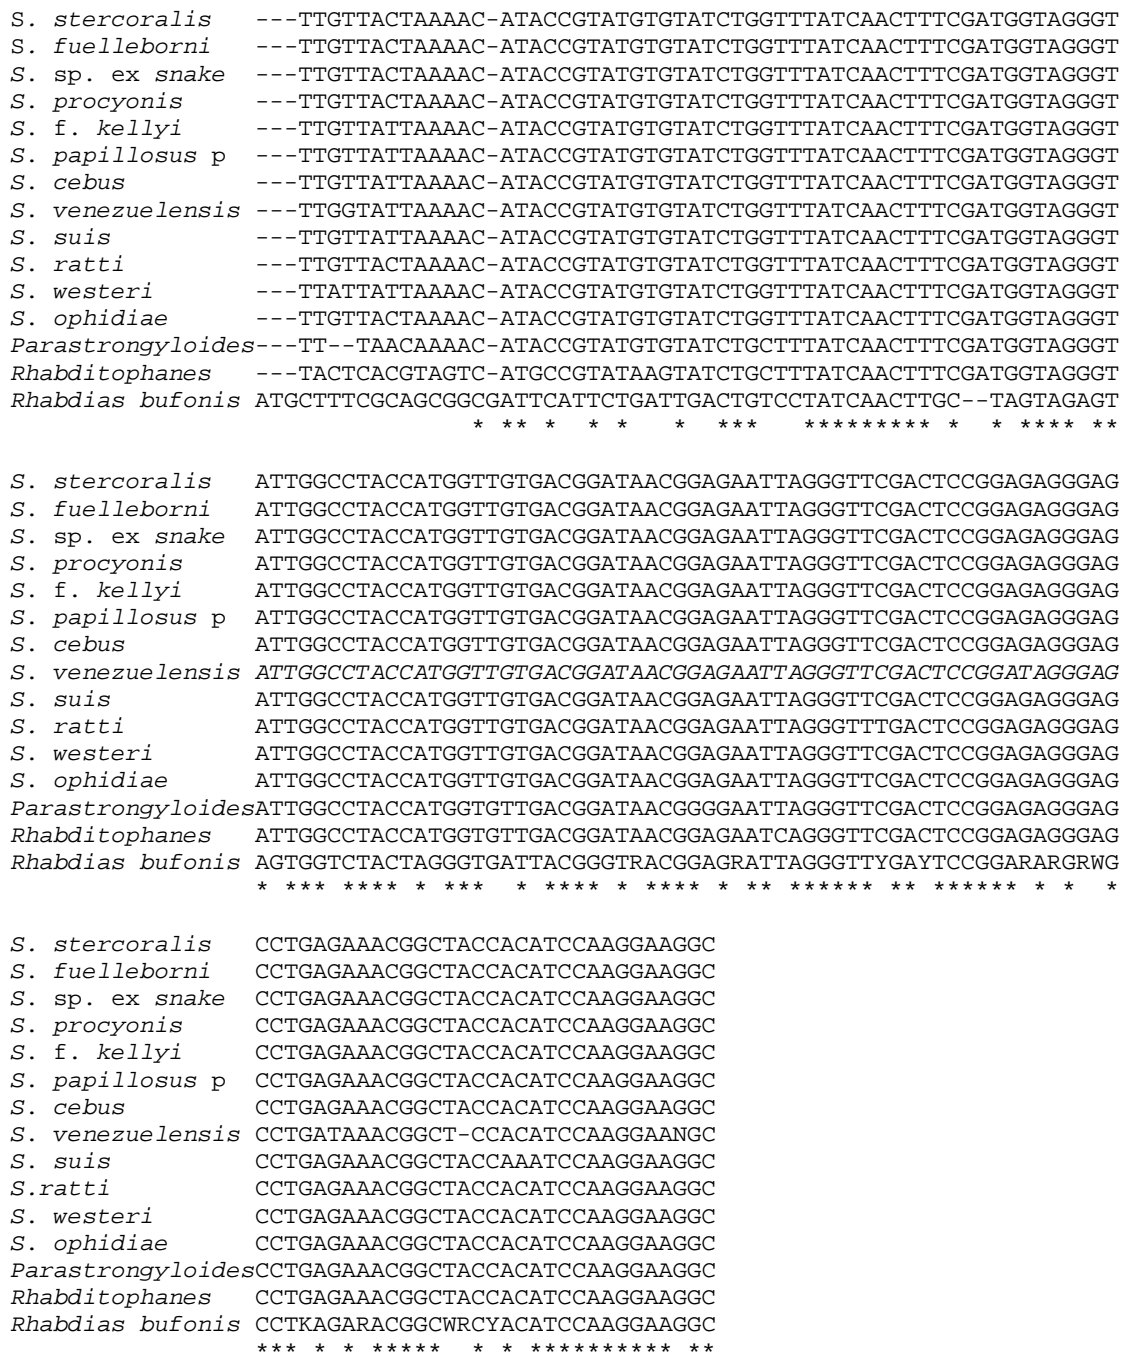 S. stercoralis   ---TTGTTACTAAAAC-ATACCGTATGTGTATCTGGTTTATCAACTTTCGATGGTAGGGT
S. fuelleborni   ---TTGTTACTAAAAC-ATACCGTATGTGTATCTGGTTTATCAACTTTCGATGGTAGGGT
S. sp. ex snake  ---TTGTTACTAAAAC-ATACCGTATGTGTATCTGGTTTATCAACTTTCGATGGTAGGGT
S. procyonis     ---TTGTTACTAAAAC-ATACCGTATGTGTATCTGGTTTATCAACTTTCGATGGTAGGGT
S. f. kellyi     ---TTGTTATTAAAAC-ATACCGTATGTGTATCTGGTTTATCAACTTTCGATGGTAGGGT
S. papillosus p  ---TTGTTATTAAAAC-ATACCGTATGTGTATCTGGTTTATCAACTTTCGATGGTAGGGT
S. cebus         ---TTGTTATTAAAAC-ATACCGTATGTGTATCTGGTTTATCAACTTTCGATGGTAGGGT
S. venezuelensis ---TTGGTATTAAAAC-ATACCGTATGTGTATCTGGTTTATCAACTTTCGATGGTAGGGT
S. suis          ---TTGTTATTAAAAC-ATACCGTATGTGTATCTGGTTTATCAACTTTCGATGGTAGGGT
S. ratti         ---TTGTTACTAAAAC-ATACCGTATGTGTATCTGGTTTATCAACTTTCGATGGTAGGGT
S. westeri       ---TTATTATTAAAAC-ATACCGTATGTGTATCTGGTTTATCAACTTTCGATGGTAGGGT
S. ophidiae      ---TTGTTACTAAAAC-ATACCGTATGTGTATCTGGTTTATCAACTTTCGATGGTAGGGT
Parastrongyloides---TT--TAACAAAAC-ATACCGTATGTGTATCTGCTTTATCAACTTTCGATGGTAGGGT
Rhabditophanes   ---TACTCACGTAGTC-ATGCCGTATAAGTATCTGCTTTATCAACTTTCGATGGTAGGGT
Rhabdias bufonis ATGCTTTCGCAGCGGCGATTCATTCTGATTGACTGTCCTATCAACTTGC--TAGTAGAGT
                                * ** *  * *   *  ***   ********* *  * **** **
S. stercoralis   ATTGGCCTACCATGGTTGTGACGGATAACGGAGAATTAGGGTTCGACTCCGGAGAGGGAG
S. fuelleborni   ATTGGCCTACCATGGTTGTGACGGATAACGGAGAATTAGGGTTCGACTCCGGAGAGGGAG
S. sp. ex snake  ATTGGCCTACCATGGTTGTGACGGATAACGGAGAATTAGGGTTCGACTCCGGAGAGGGAG
S. procyonis     ATTGGCCTACCATGGTTGTGACGGATAACGGAGAATTAGGGTTCGACTCCGGAGAGGGAG
S. f. kellyi     ATTGGCCTACCATGGTTGTGACGGATAACGGAGAATTAGGGTTCGACTCCGGAGAGGGAG
S. papillosus p  ATTGGCCTACCATGGTTGTGACGGATAACGGAGAATTAGGGTTCGACTCCGGAGAGGGAG
S. cebus         ATTGGCCTACCATGGTTGTGACGGATAACGGAGAATTAGGGTTCGACTCCGGAGAGGGAG
S. venezuelensis ATTGGCCTACCATGGTTGTGACGGATAACGGAGAATTAGGGTTCGACTCCGGATAGGGAG
S. suis          ATTGGCCTACCATGGTTGTGACGGATAACGGAGAATTAGGGTTCGACTCCGGAGAGGGAG
S. ratti         ATTGGCCTACCATGGTTGTGACGGATAACGGAGAATTAGGGTTTGACTCCGGAGAGGGAG
S. westeri       ATTGGCCTACCATGGTTGTGACGGATAACGGAGAATTAGGGTTCGACTCCGGAGAGGGAG
S. ophidiae      ATTGGCCTACCATGGTTGTGACGGATAACGGAGAATTAGGGTTCGACTCCGGAGAGGGAG
ParastrongyloidesATTGGCCTACCATGGTGTTGACGGATAACGGGGAATTAGGGTTCGACTCCGGAGAGGGAG
Rhabditophanes   ATTGGCCTACCATGGTGTTGACGGATAACGGAGAATCAGGGTTCGACTCCGGAGAGGGAG
Rhabdias bufonis AGTGGTCTACTAGGGTGATTACGGGTRACGGAGRATTAGGGTTYGAYTCCGGARARGRWG
                 * *** **** * ***  * **** * **** * ** ****** ** ****** * *  *
S. stercoralis   CCTGAGAAACGGCTACCACATCCAAGGAAGGC
S. fuelleborni   CCTGAGAAACGGCTACCACATCCAAGGAAGGC
S. sp. ex snake  CCTGAGAAACGGCTACCACATCCAAGGAAGGC
S. procyonis     CCTGAGAAACGGCTACCACATCCAAGGAAGGC
S. f. kellyi     CCTGAGAAACGGCTACCACATCCAAGGAAGGC
S. papillosus p  CCTGAGAAACGGCTACCACATCCAAGGAAGGC
S. cebus         CCTGAGAAACGGCTACCACATCCAAGGAAGGC
S. venezuelensis CCTGATAAACGGCT-CCACATCCAAGGAANGC
S. suis          CCTGAGAAACGGCTACCAAATCCAAGGAAGGC
S.ratti          CCTGAGAAACGGCTACCACATCCAAGGAAGGC
S. westeri       CCTGAGAAACGGCTACCACATCCAAGGAAGGC
S. ophidiae      CCTGAGAAACGGCTACCACATCCAAGGAAGGC
ParastrongyloidesCCTGAGAAACGGCTACCACATCCAAGGAAGGC
Rhabditophanes   CCTGAGAAACGGCTACCACATCCAAGGAAGGC
Rhabdias bufonis CCTKAGARACGGCWRCYACATCCAAGGAAGGC
                 *** * * *****  * * ********** **